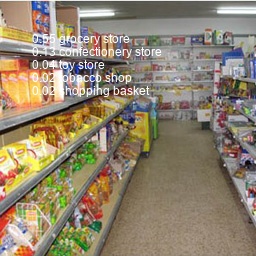 0.55 grocery store
0.13 confectionery store
0.04 toy store
0.02 tobacco shop
0.02 shopping basket